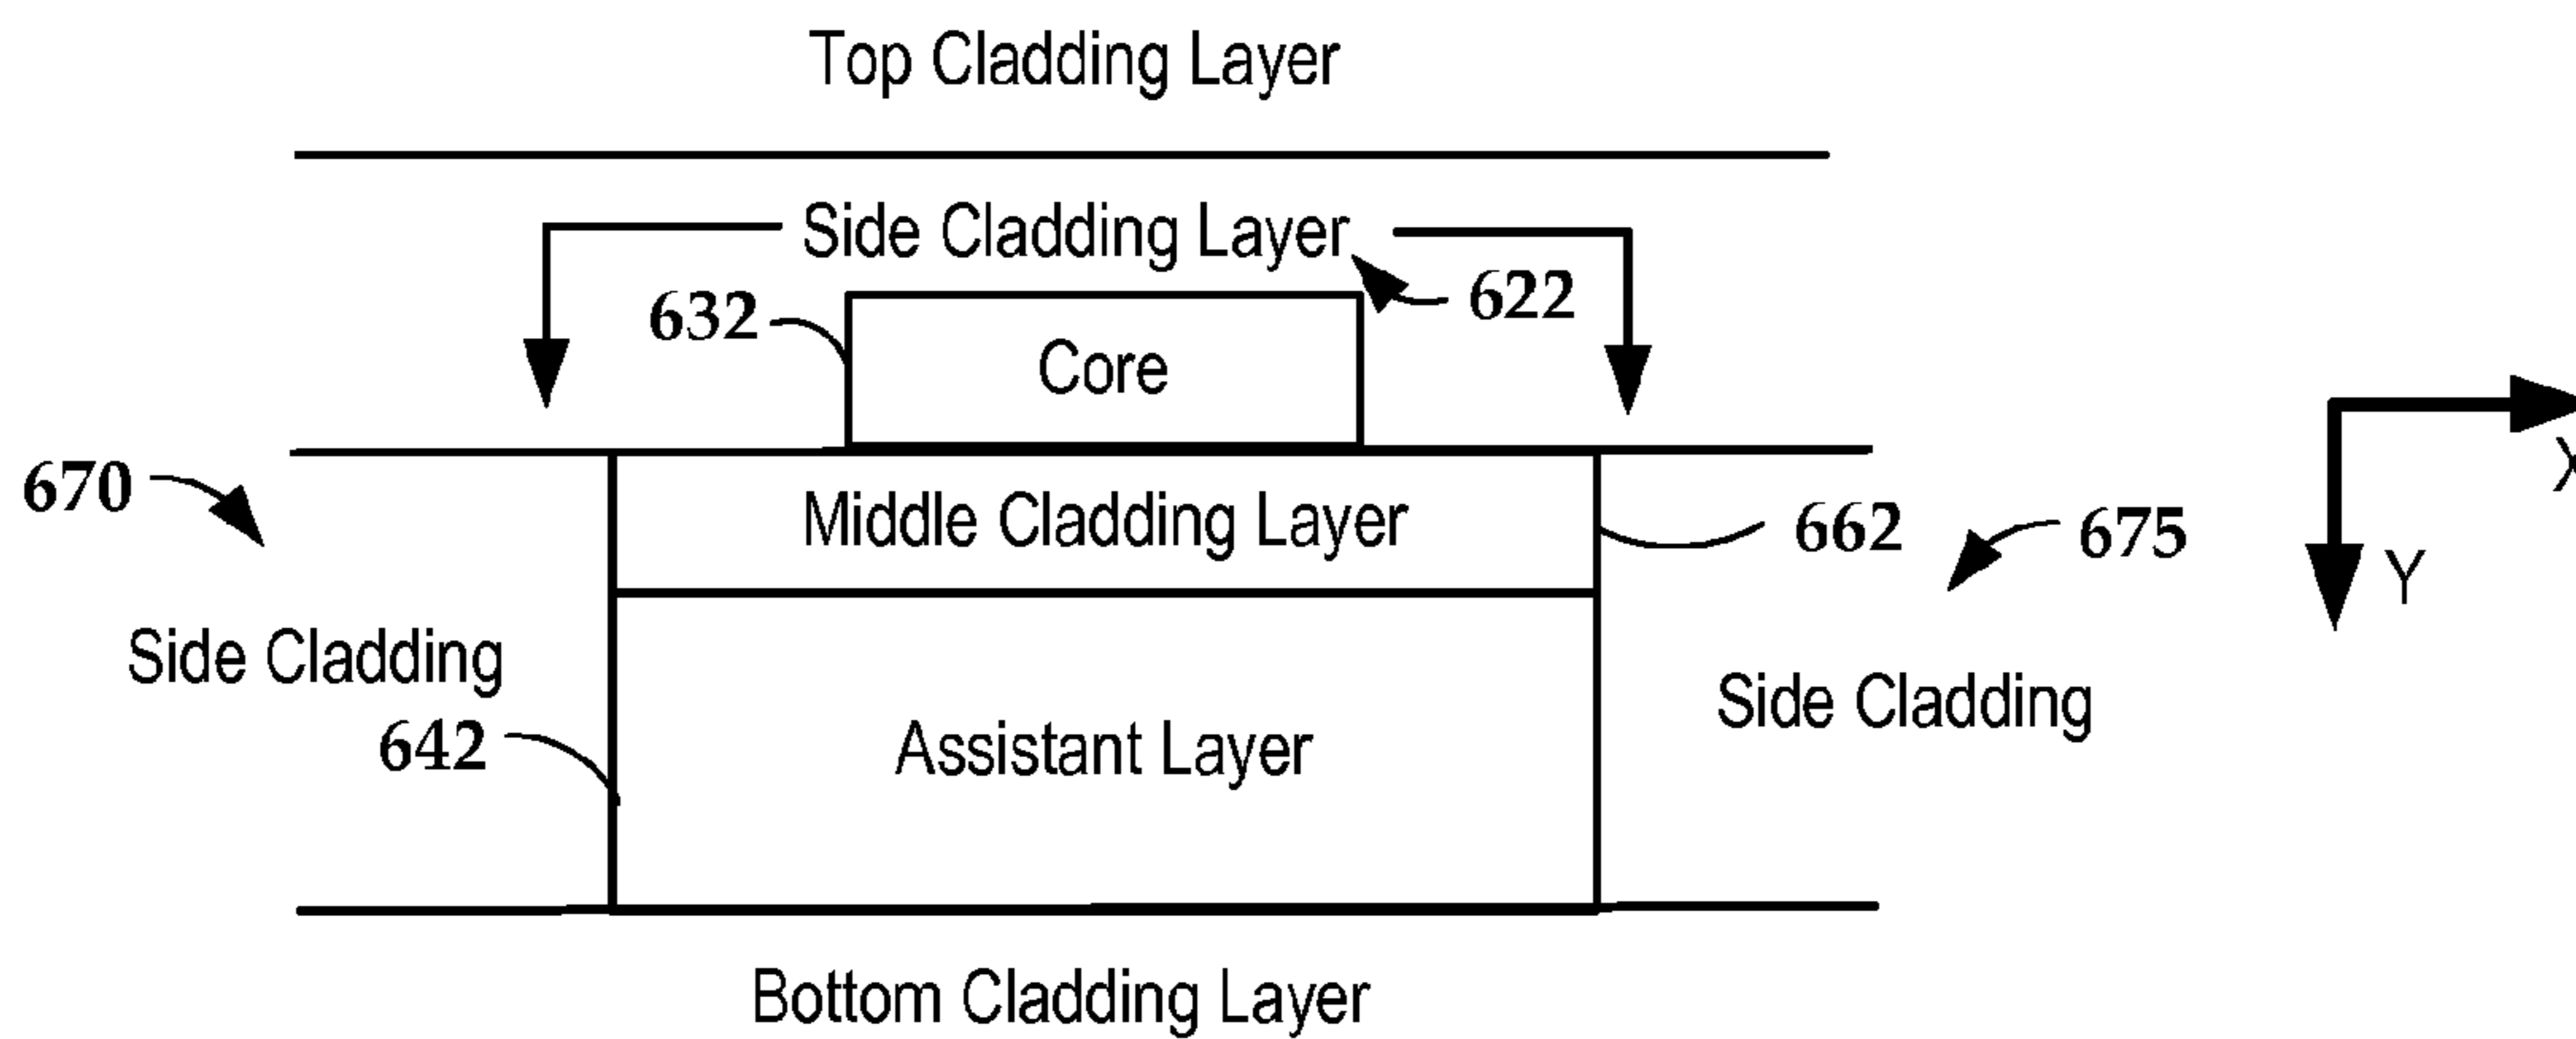 Top Cladding Layer
Side Cladding Layer
632
622
Core
X
670
Middle Cladding Layer
662
675
Y
Side Cladding
Side Cladding
642
Assistant Layer
Bottom Cladding Layer